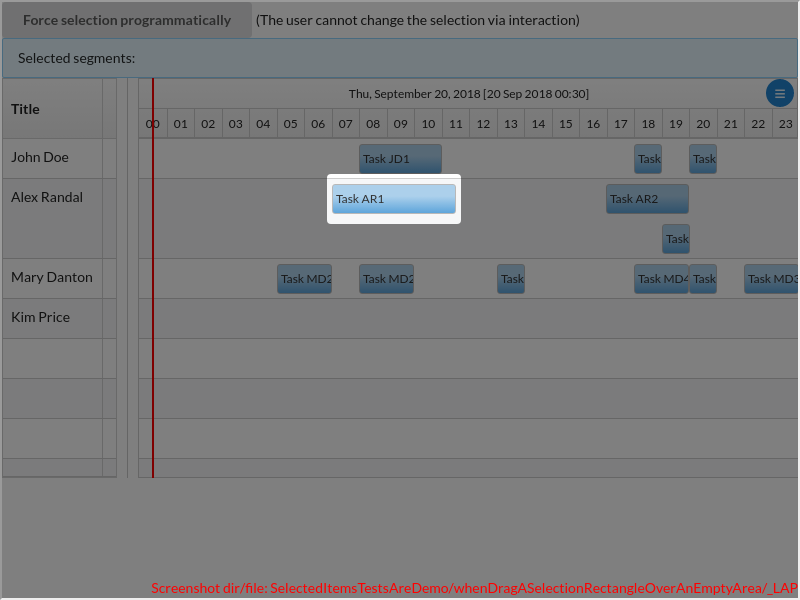 Force selection programmatically (The user cannot change the selection via interaction)
Selected segments:
Title
Thu, September 20, 2018 [20 Sep 2018 00:30]
00 01 02 03 04 05 06 07 08 09 10 11 12 13 14 15 16 17 18 19 20 21 22 23
John Doe
Task JD1
Task
Task
Alex Randal
Task AR1
Task AR2
Task
Mary Danton
Task MD2
Task MD2
Task
Task MD4
Task
Task MD3
Kim Price
Screenshot dir/file: SelectedItemsTestsAreDemo/whenDragASelectionRectangleOverAnEmptyArea/_LAP